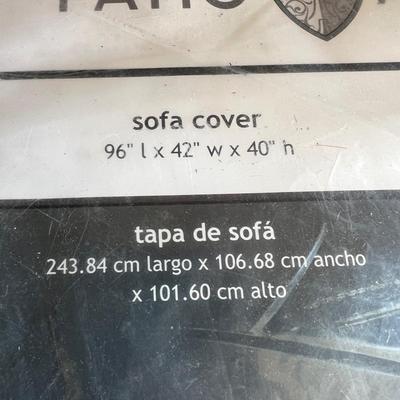 sofa cover
96" l x 42" w x 40" h
tapa de sofá
243.84 cm largo x 106.68 cm ancho
x 101.60 cm alto